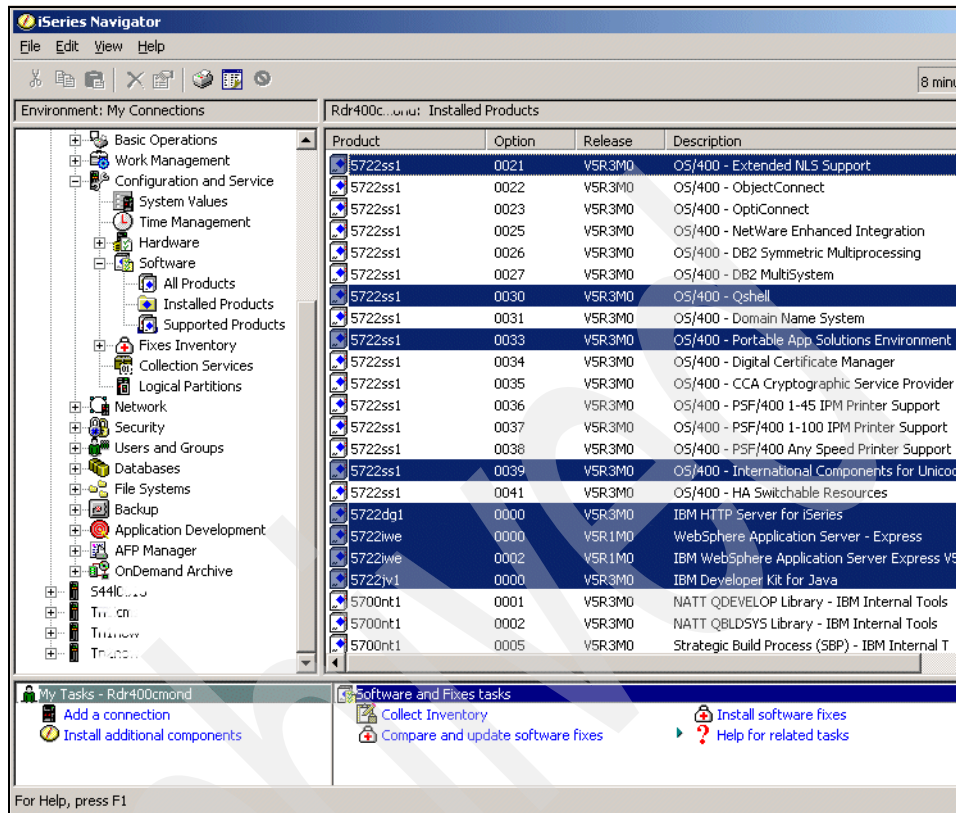 iSeries Navigator
File Edit View Help
8 minu
Environment: My Connections
Rdr400c...: Installed Products
Basic Operations
Work Management
Configuration and Service
System Values
Time Management
Hardware
Software
All Products
Installed Products
Supported Products
Fixes Inventory
Collection Services
Logical Partitions
Network
Security
Users and Groups
Databases
File Systems
Backup
Application Development
AFP Manager
OnDemand Archive
Product Option Release Description
5722ss1 0021 V5R3M0 OS/400 - Extended NLS Support
5722ss1 0022 V5R3M0 OS/400 - ObjectConnect
5722ss1 0023 V5R3M0 OS/400 - OptiConnect
5722ss1 0025 V5R3M0 OS/400 - NetWare Enhanced Integration
5722ss1 0026 V5R3M0 OS/400 - DB2 Symmetric Multiprocessing
5722ss1 0027 V5R3M0 OS/400 - DB2 MultiSystem
5722ss1 0030 V5R3M0 OS/400 - Qshell
5722ss1 0031 V5R3M0 OS/400 - Domain Name System
5722ss1 0033 V5R3M0 OS/400 - Portable App Solutions Environment
5722ss1 0034 V5R3M0 OS/400 - Digital Certificate Manager
5722ss1 0035 V5R3M0 OS/400 - CCA Cryptographic Service Provider
5722ss1 0036 V5R3M0 OS/400 - PSF/400 1-45 IPM Printer Support
5722ss1 0037 V5R3M0 OS/400 - PSF/400 1-100 IPM Printer Support
5722ss1 0038 V5R3M0 OS/400 - PSF/400 Any Speed Printer Support
5722ss1 0039 V5R3M0 OS/400 - International Components for Unicod
5722ss1 0041 V5R3M0 OS/400 - HA Switchable Resources
5722dg1 0000 V5R3M0 IBM HTTP Server for iSeries
5722iwe 0000 V5R1M0 WebSphere Application Server - Express
5722iwe 0002 V5R1M0 IBM WebSphere Application Server Express V5
5722jv1 0000 V5R3M0 IBM Developer Kit for Java
5700nt1 0001 V5R3M0 NATT QDEVELOP Library - IBM Internal Tools
5700nt1 0002 V5R3M0 NATT QBLDSYS Library - IBM Internal Tools
5700nt1 0005 V5R3M0 Strategic Build Process (SBP) - IBM Internal T
My Tasks - Rdr400cmond
Add a connection
Install additional components
Software and Fixes tasks
Collect Inventory
Compare and update software fixes
Install software fixes
Help for related tasks
For Help, press F1